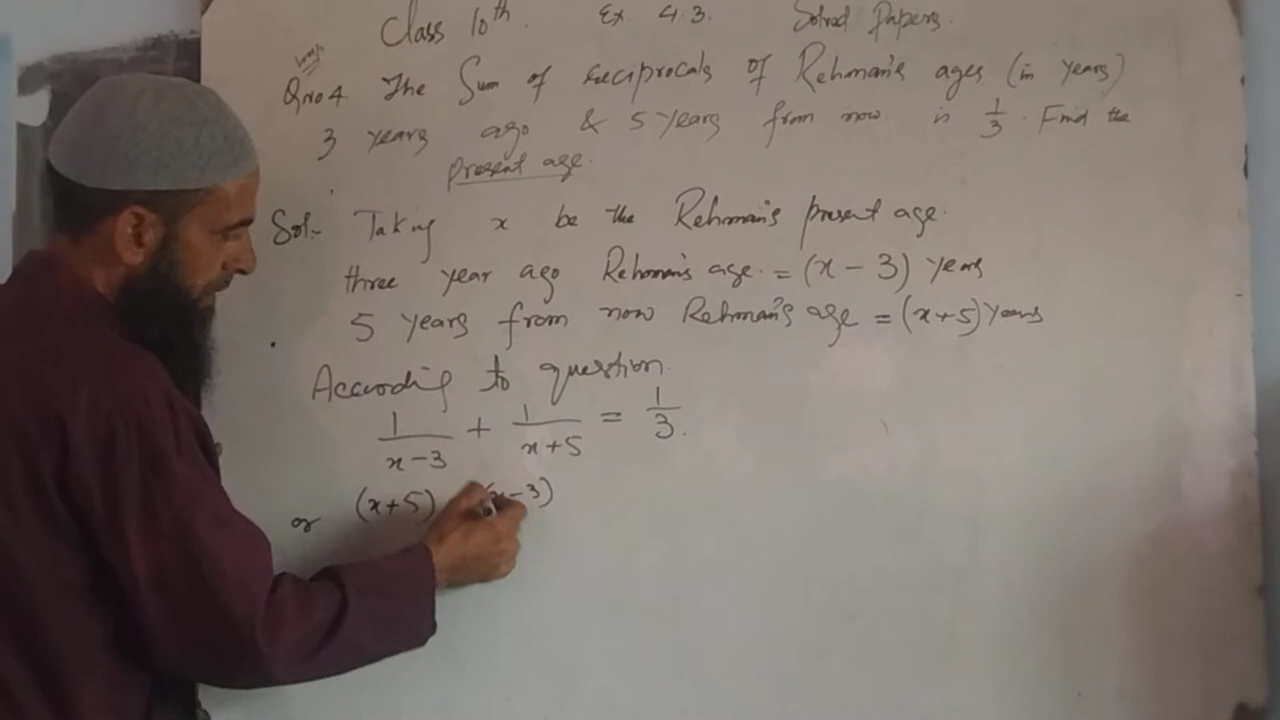 Class 10th. Ex 4.3. Solved Papers.
Qno4 The Sum of reciprocals of Rehman's ages (in years)
3 years ago & 5 years from now is 1/3. Find the
present age.
Sol:- Taking x be the Rehman's present age.
three year ago Rehman's age = (x - 3) years
5 years from now Rehman's age = (x+5) years
According to question.
1/(x-3) + 1/(x+5) = 1/3.
or (x+5) (x-3)